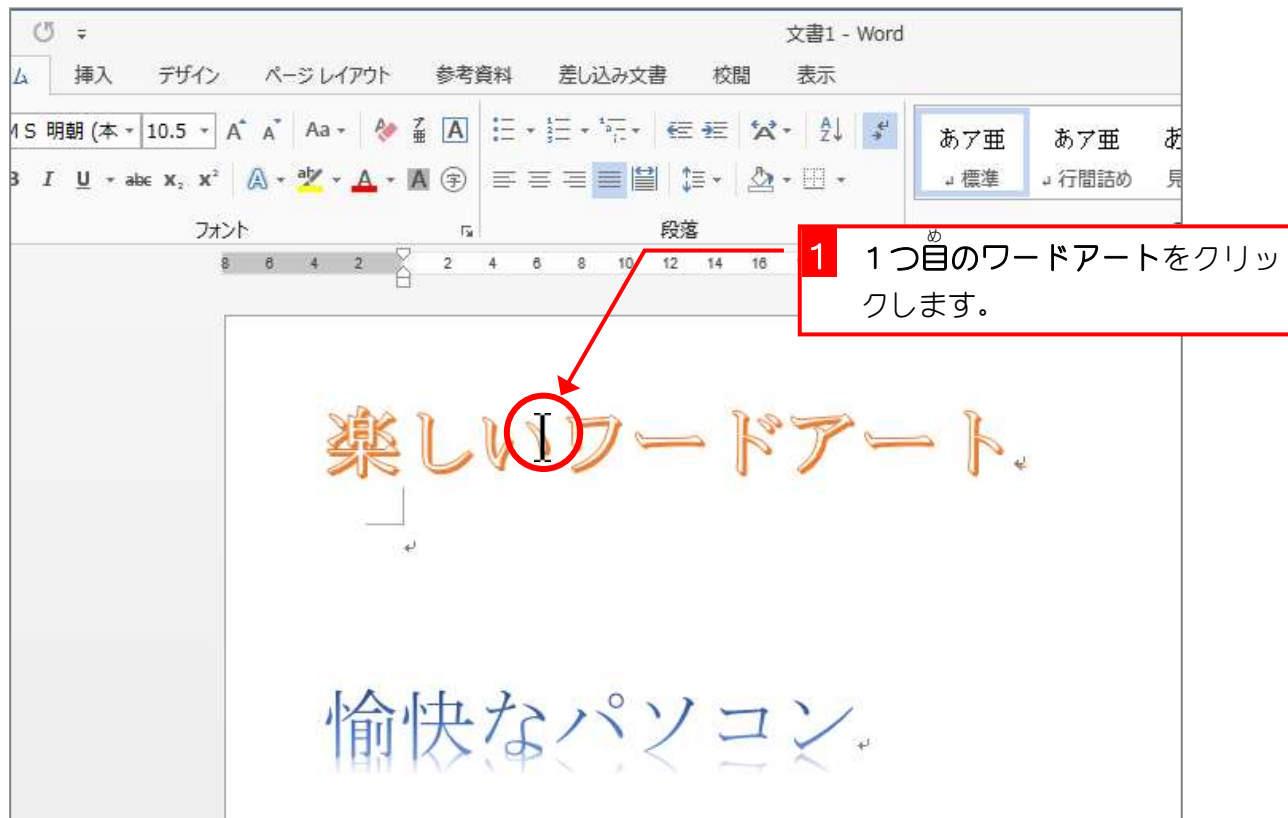 文書1 - Word
ム 挿入 デザイン ページ レイアウト 参考資料 差し込み文書 校閲 表示
MS 明朝 (本 10.5 A A Aa ア亜 A あア亜 あア亜 あ
B I U abc x₂ x² A aby A A 字 標準 行間詰め 見
フォント 段落
8 6 4 2 2 4 6 8 10 12 14 16
1 1つ目のワードアートをクリッ
め
クします。
楽しいワードアート
愉快なパソコン